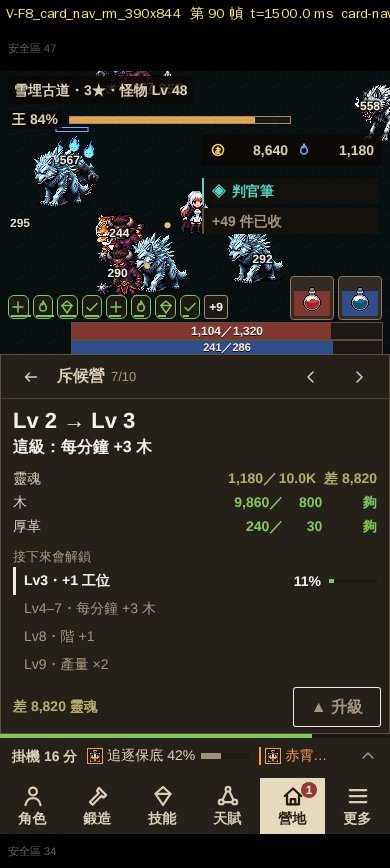 V-F8_card_nav_rm_390x844 第 90 幀 t=1500.0 ms card-nav
安全區 47
雪埋古道・3★・怪物 Lv 48
558
王 84%
8,640 1,180
567
判官筆
295
+49 件已收
244
292
290
+9
1,104／1,320
241／286
斥候營 7/10
Lv 2 → Lv 3
這級：每分鐘 +3 木
靈魂 1,180／10.0K 差 8,820
木 9,860／ 800 夠
厚革 240／ 30 夠
接下來會解鎖
Lv3・+1 工位 11%
Lv4–7・每分鐘 +3 木
Lv8・階 +1
Lv9・產量 ×2
差 8,820 靈魂 ▲ 升級
掛機 16 分 追逐保底 42% 赤霄…
1
角色 鍛造 技能 天賦 營地 更多
安全區 34